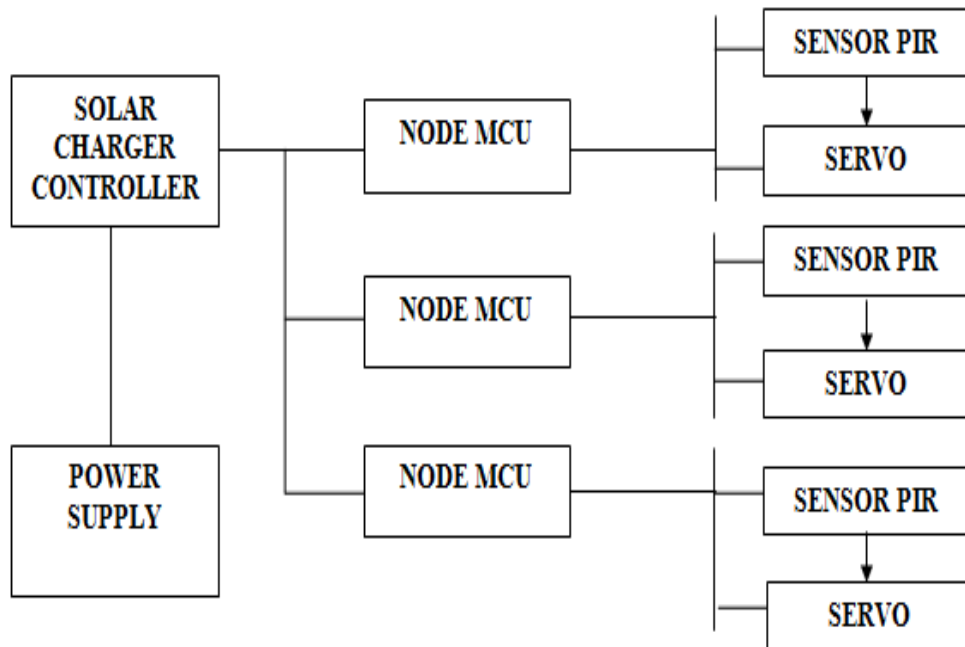 SOLAR
CHARGER
CONTROLLER
POWER
SUPPLY
NODE MCU
NODE MCU
NODE MCU
SENSOR PIR
SERVO
SENSOR PIR
SERVO
SENSOR PIR
SERVO